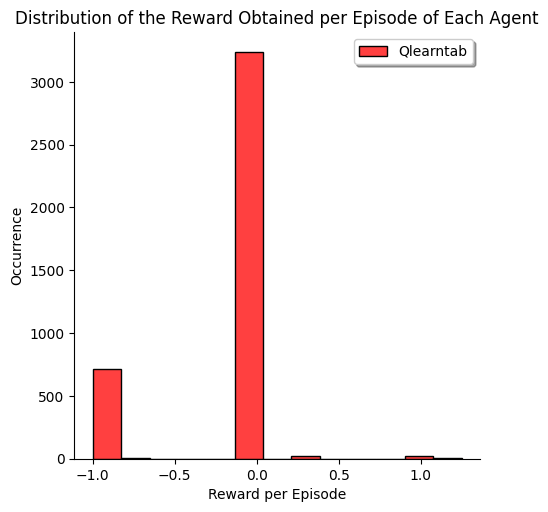 Distribution of the Reward Obtained per Episode of Each Agent
Qlearntab
3000
2500
2000
1500
1000
500
0
Occurrence
−1.0 −0.5 0.0 0.5 1.0
Reward per Episode